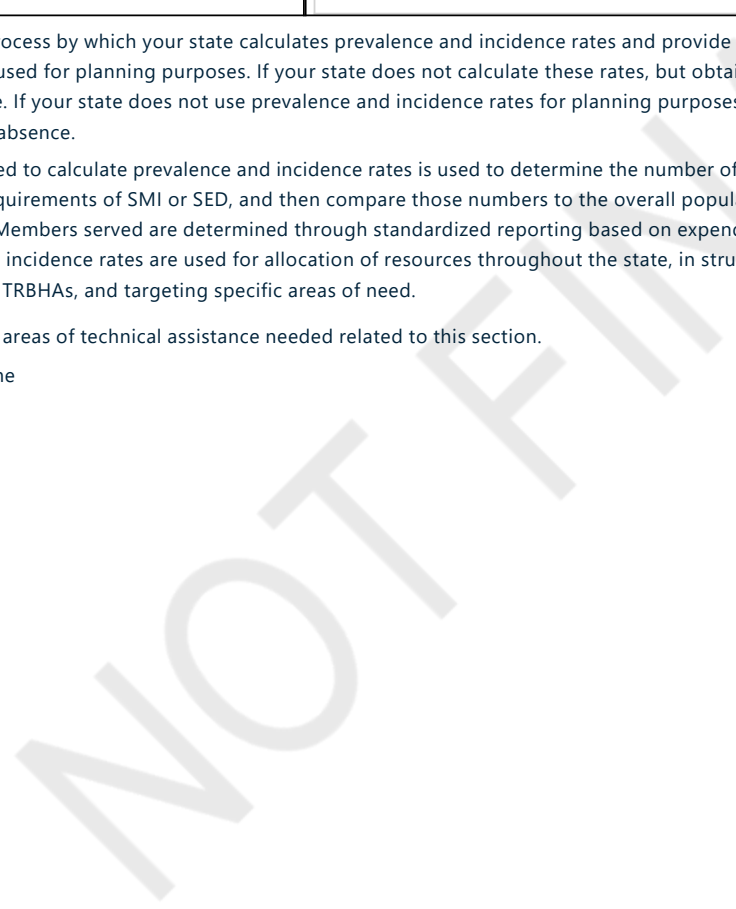 ocess by which your state calculates prevalence and incidence rates and provide
used for planning purposes. If your state does not calculate these rates, but obtai
e. If your state does not use prevalence and incidence rates for planning purposes
absence.
ed to calculate prevalence and incidence rates is used to determine the number of
quirements of SMI or SED, and then compare those numbers to the overall popula
Members served are determined through standardized reporting based on expend
incidence rates are used for allocation of resources throughout the state, in stru
TRBHAs, and targeting specific areas of need.
areas of technical assistance needed related to this section.
ne
NOT FINA